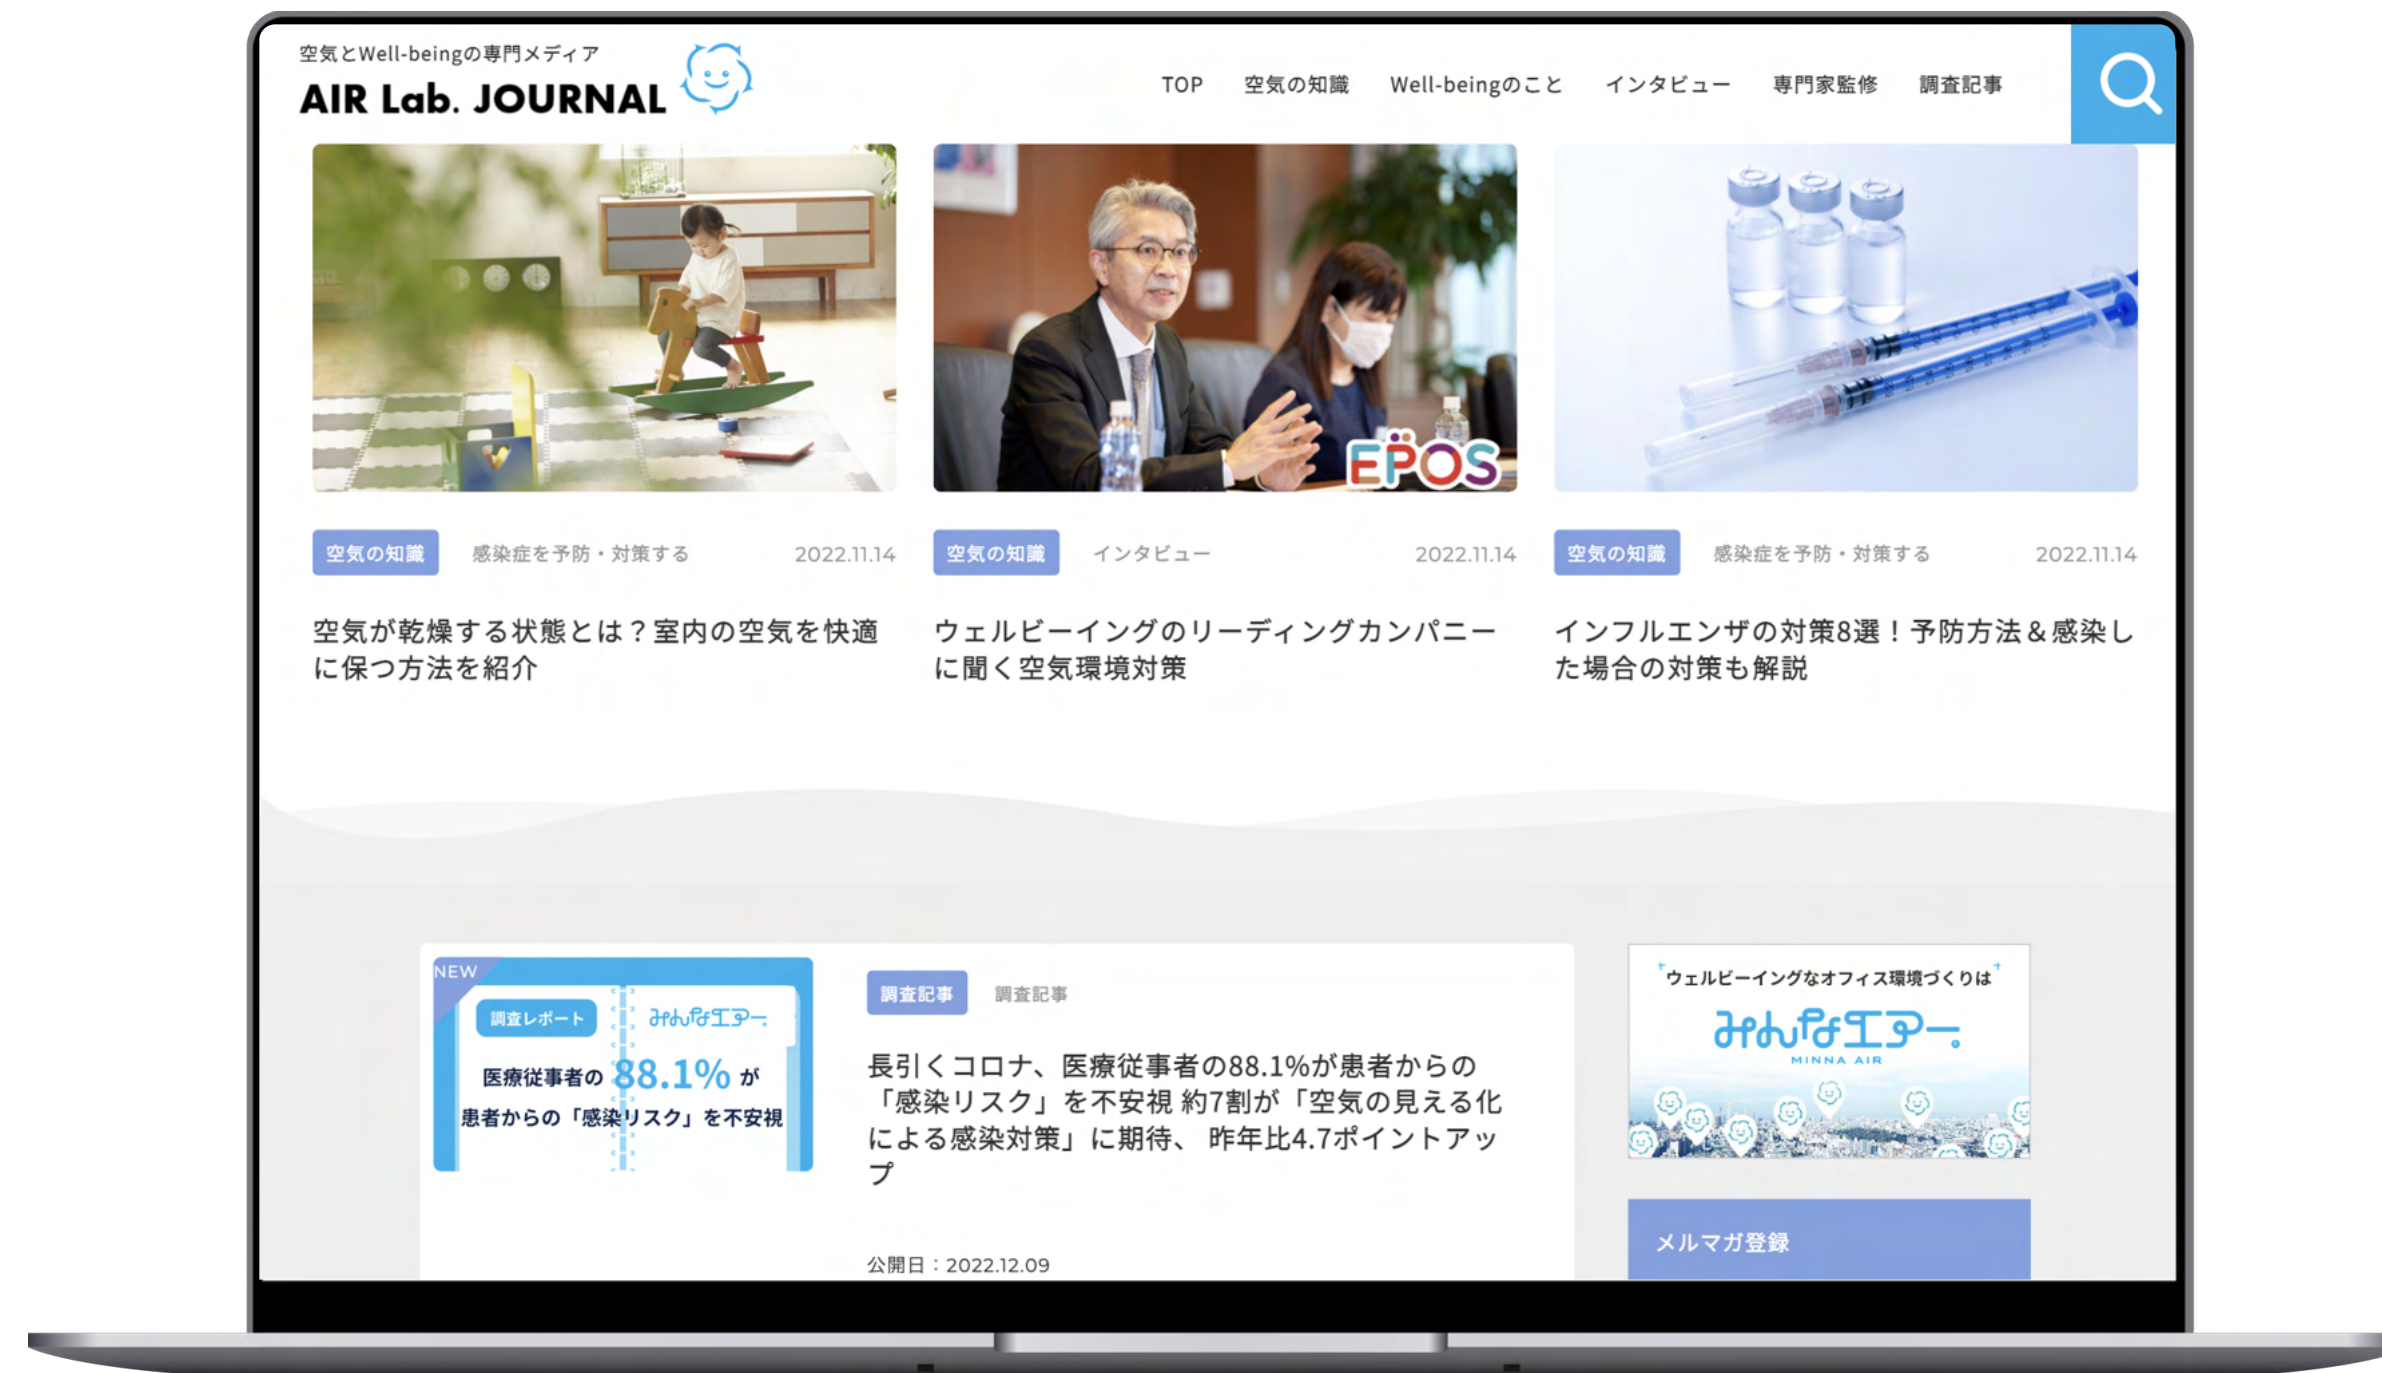 空気とWell-beingの専門メディア
AIR Lab. JOURNAL
TOP 空気の知識 Well-beingのこと インタビュー 専門家監修 調査記事
EPOS
空気の知識 感染症を予防・対策する 2022.11.14
空気が乾燥する状態とは？室内の空気を快適
に保つ方法を紹介
空気の知識 インタビュー 2022.11.14
ウェルビーイングのリーディングカンパニー
に聞く空気環境対策
空気の知識 感染症を予防・対策する 2022.11.14
インフルエンザの対策8選！予防方法＆感染し
た場合の対策も解説
NEW
調査レポート みんなエアー。
医療従事者の 88.1% が
患者からの「感染リスク」を不安視
調査記事 調査記事
長引くコロナ、医療従事者の88.1%が患者からの
「感染リスク」を不安視 約7割が「空気の見える化
による感染対策」に期待、 昨年比4.7ポイントアッ
プ
公開日：2022.12.09
ウェルビーイングなオフィス環境づくりは
みんなエアー。
MINNA AIR
メルマガ登録